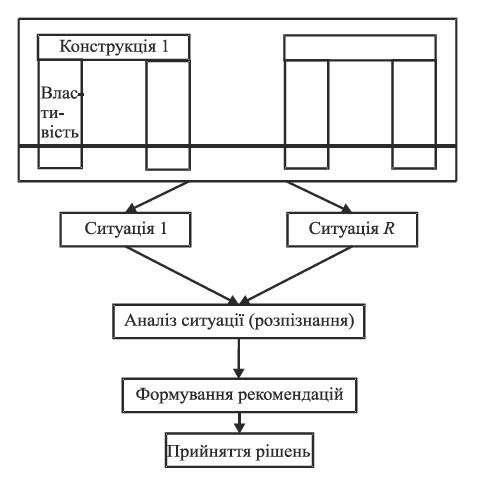 Конструкція 1
Влас-
ти-
вість
Ситуація 1
Ситуація R
Аналіз ситуації (розпізнання)
Формування рекомендацій
Прийняття рішень